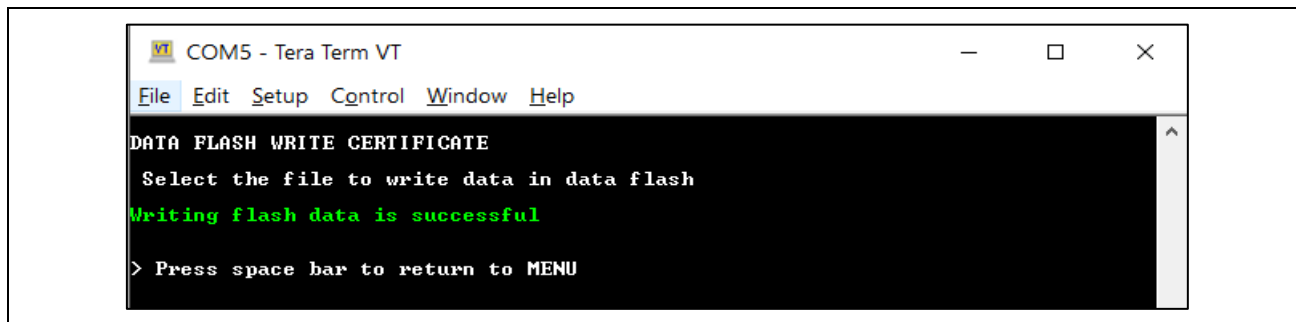 COM5 - Tera Term VT
File Edit Setup Control Window Help
DATA FLASH WRITE CERTIFICATE
Select the file to write data in data flash
Writing flash data is successful
> Press space bar to return to MENU